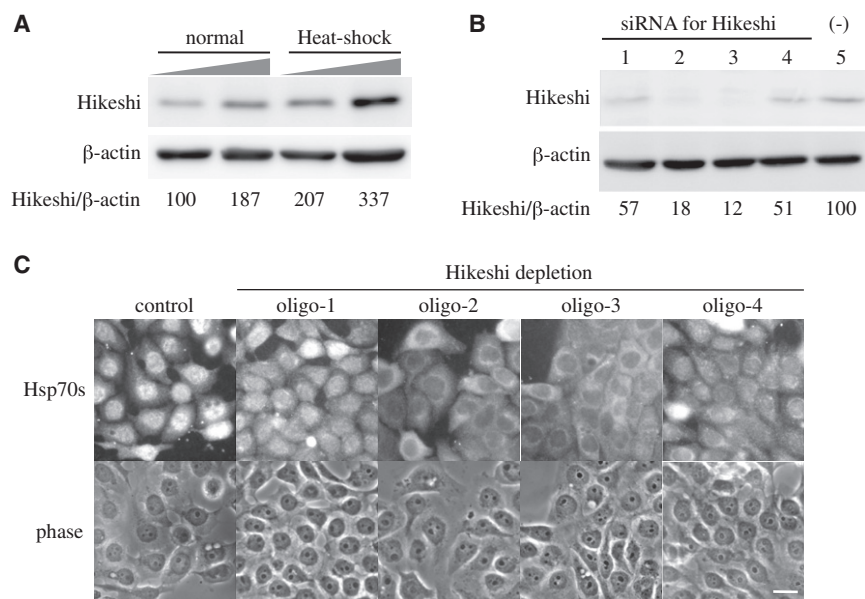 A
normal Heat-shock
Hikeshi
β-actin
Hikeshi/β-actin 100 187 207 337
B
siRNA for Hikeshi (-)
1 2 3 4 5
Hikeshi
β-actin
Hikeshi/β-actin 57 18 12 51 100
C
Hikeshi depletion
control oligo-1 oligo-2 oligo-3 oligo-4
Hsp70s
phase